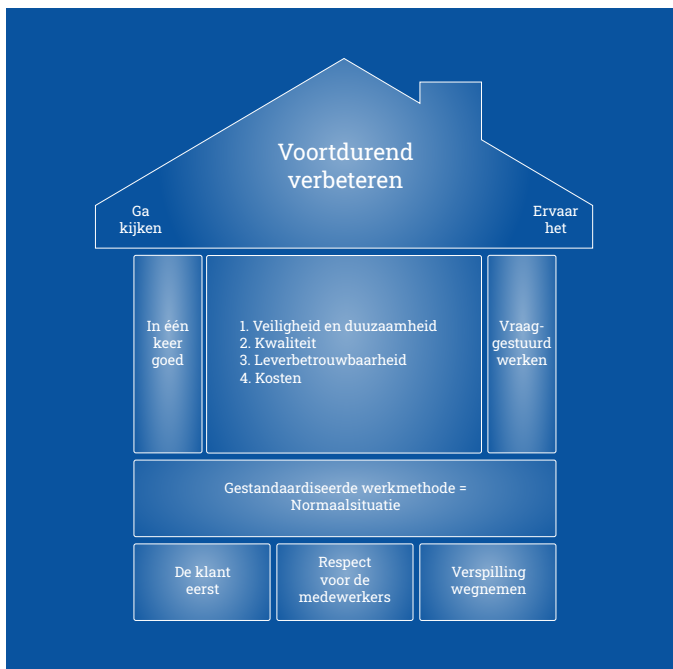 Voortdurend
verbeteren
Ga
kijken
Ervaar
het
In één
keer
goed
1. Veiligheid en duuzaamheid
2. Kwaliteit
3. Leverbetrouwbaarheid
4. Kosten
Vraag-
gestuurd
werken
Gestandaardiseerde werkmethode =
Normaalsituatie
De klant
eerst
Respect
voor de
medewerkers
Verspilling
wegnemen